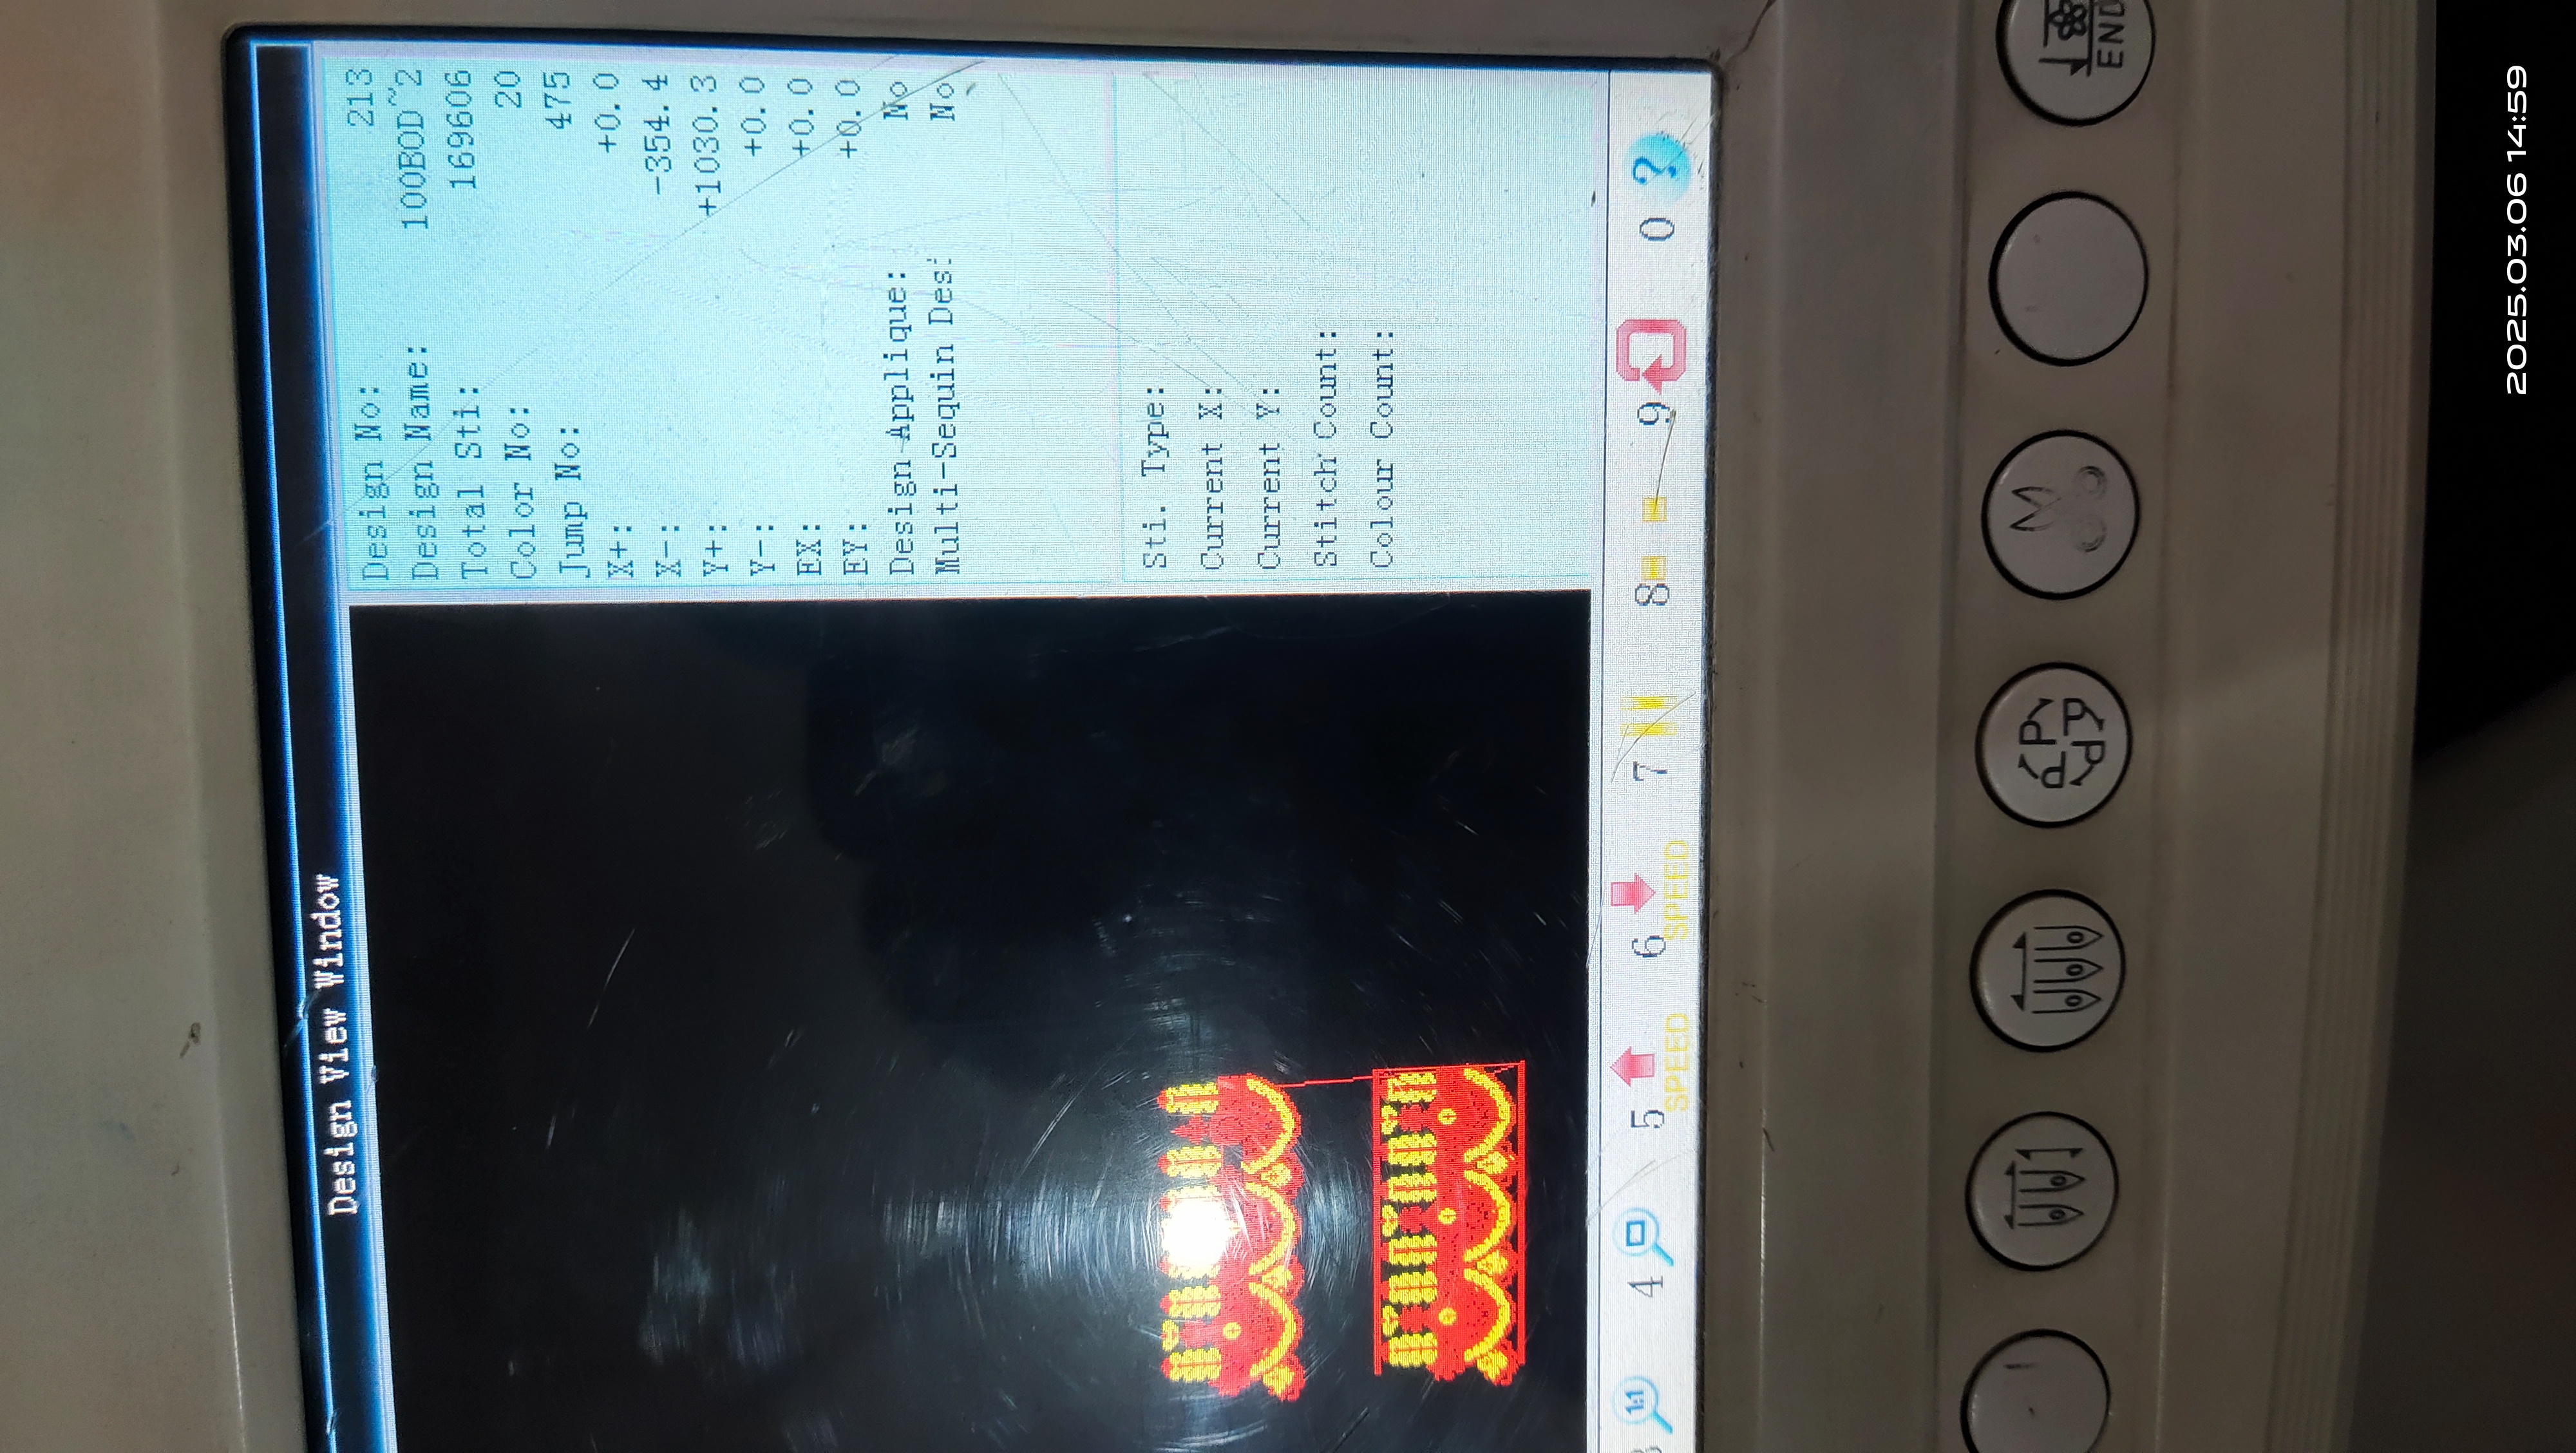 Design View Window
Design No: 213
Design Name: 100BOD~2
Total Sti: 169606
Color No: 20
Jump No: 475
X+: +0.0
X-: -354.4
Y+: +1030.3
Y-: +0.0
EX: +0.0
EY: +0.0
Design Applique: No
Multi-Sequin Des: No
Sti. Type:
Current X:
Current Y:
Stitch Count:
Colour Count:
1:1 4 5 SPEED 6 SPEED 7 8 9 0 ?
P P P P
END
2025.03.06 14:59